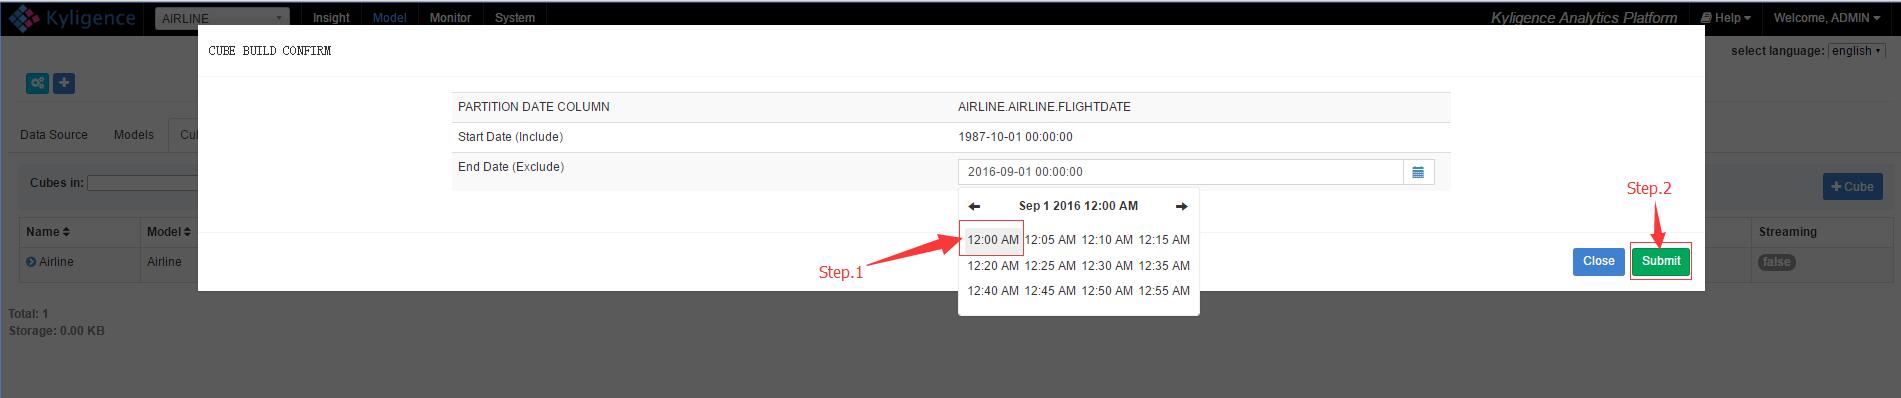 Kyligence AIRLINE Insight Model Monitor System Kyligence Analytics Platform Help Welcome, ADMIN
CUBE BUILD CONFIRM
select language: english
PARTITION DATE COLUMN AIRLINE.AIRLINE.FLIGHTDATE
Data Source Models Cu Start Date (Include) 1987-10-01 00:00:00
End Date (Exclude) 2016-09-01 00:00:00
Cubes in: + Cube
Step.2
Sep 1 2016 12:00 AM
Name Model Streaming
12:00 AM 12:05 AM 12:10 AM 12:15 AM
Airline Airline Close Submit false
12:20 AM 12:25 AM 12:30 AM 12:35 AM
Step.1
12:40 AM 12:45 AM 12:50 AM 12:55 AM
Total: 1
Storage: 0.00 KB